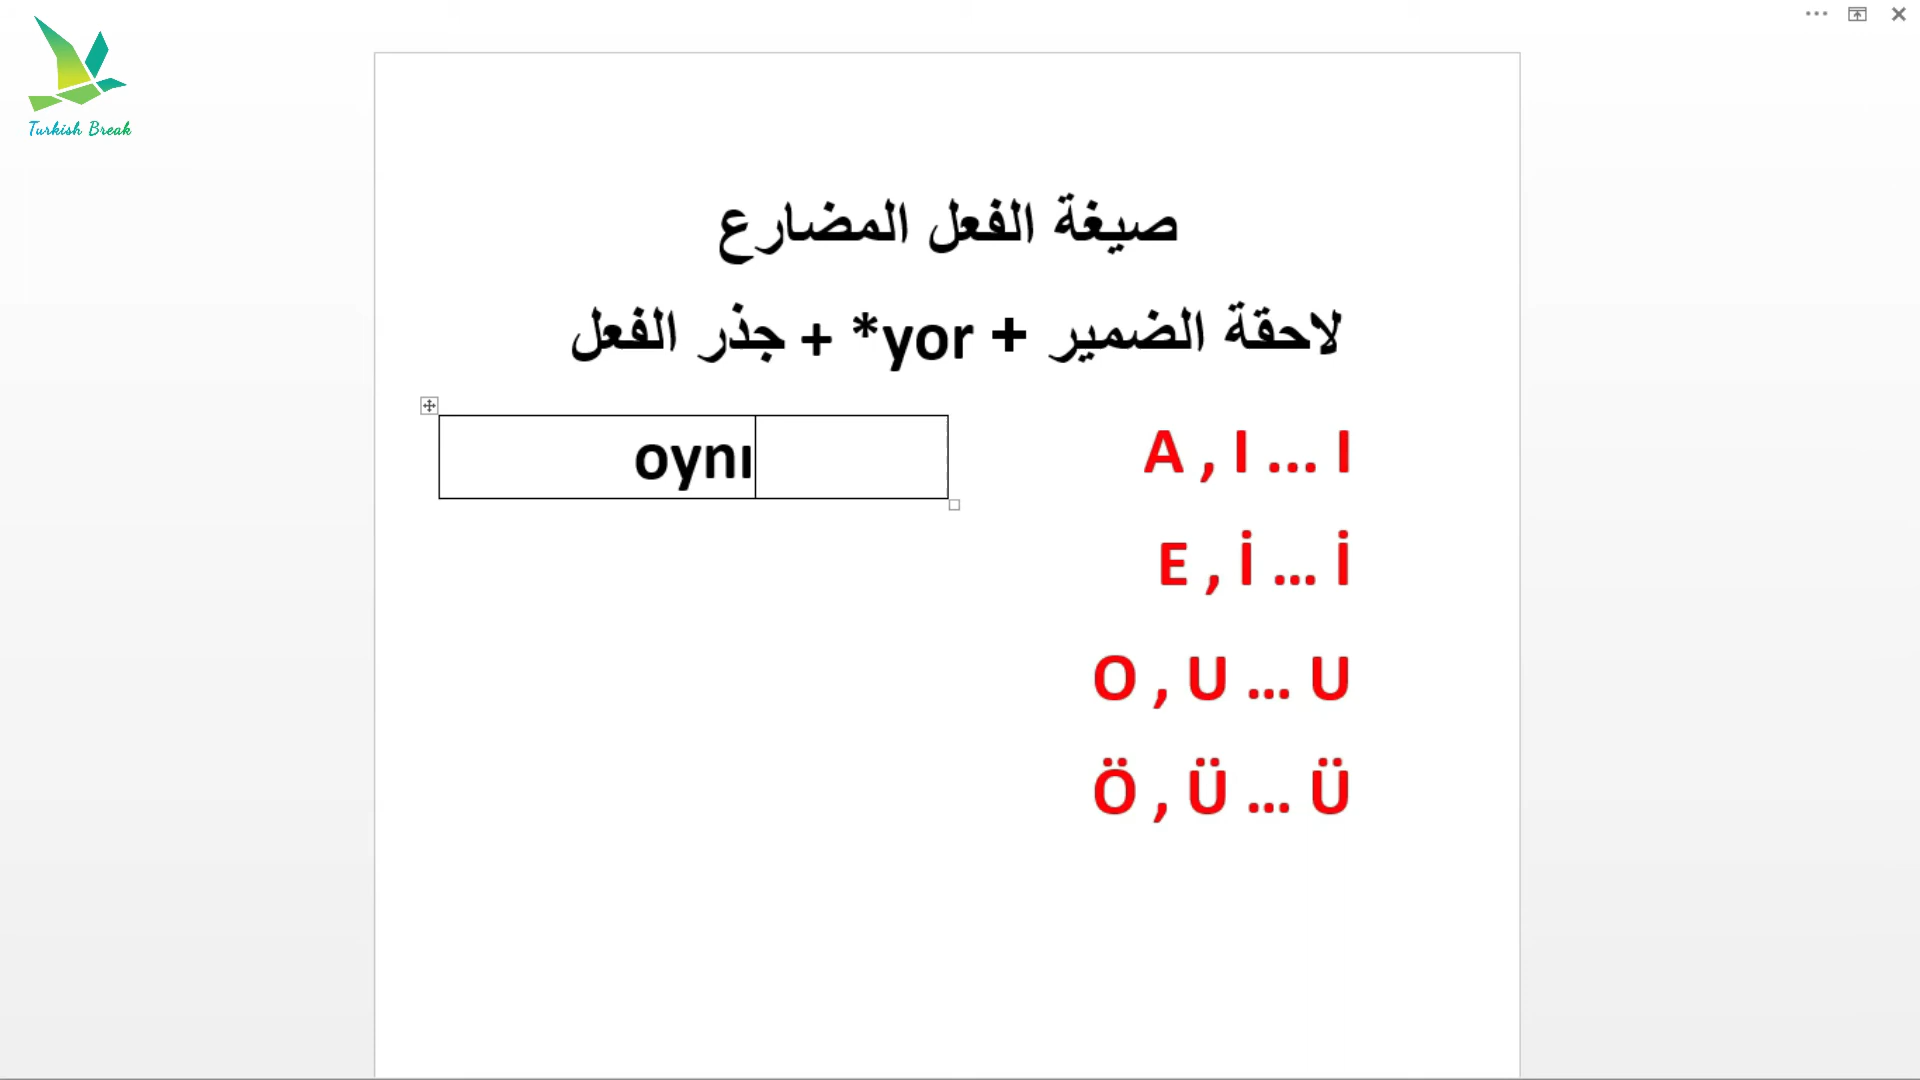 Turkish Break
صيغة الفعل المضارع
جذر الفعل + *yor + لاحقة الضمير
oynı
A , I ... I
E , İ ... İ
O , U ... U
Ö , Ü ... Ü